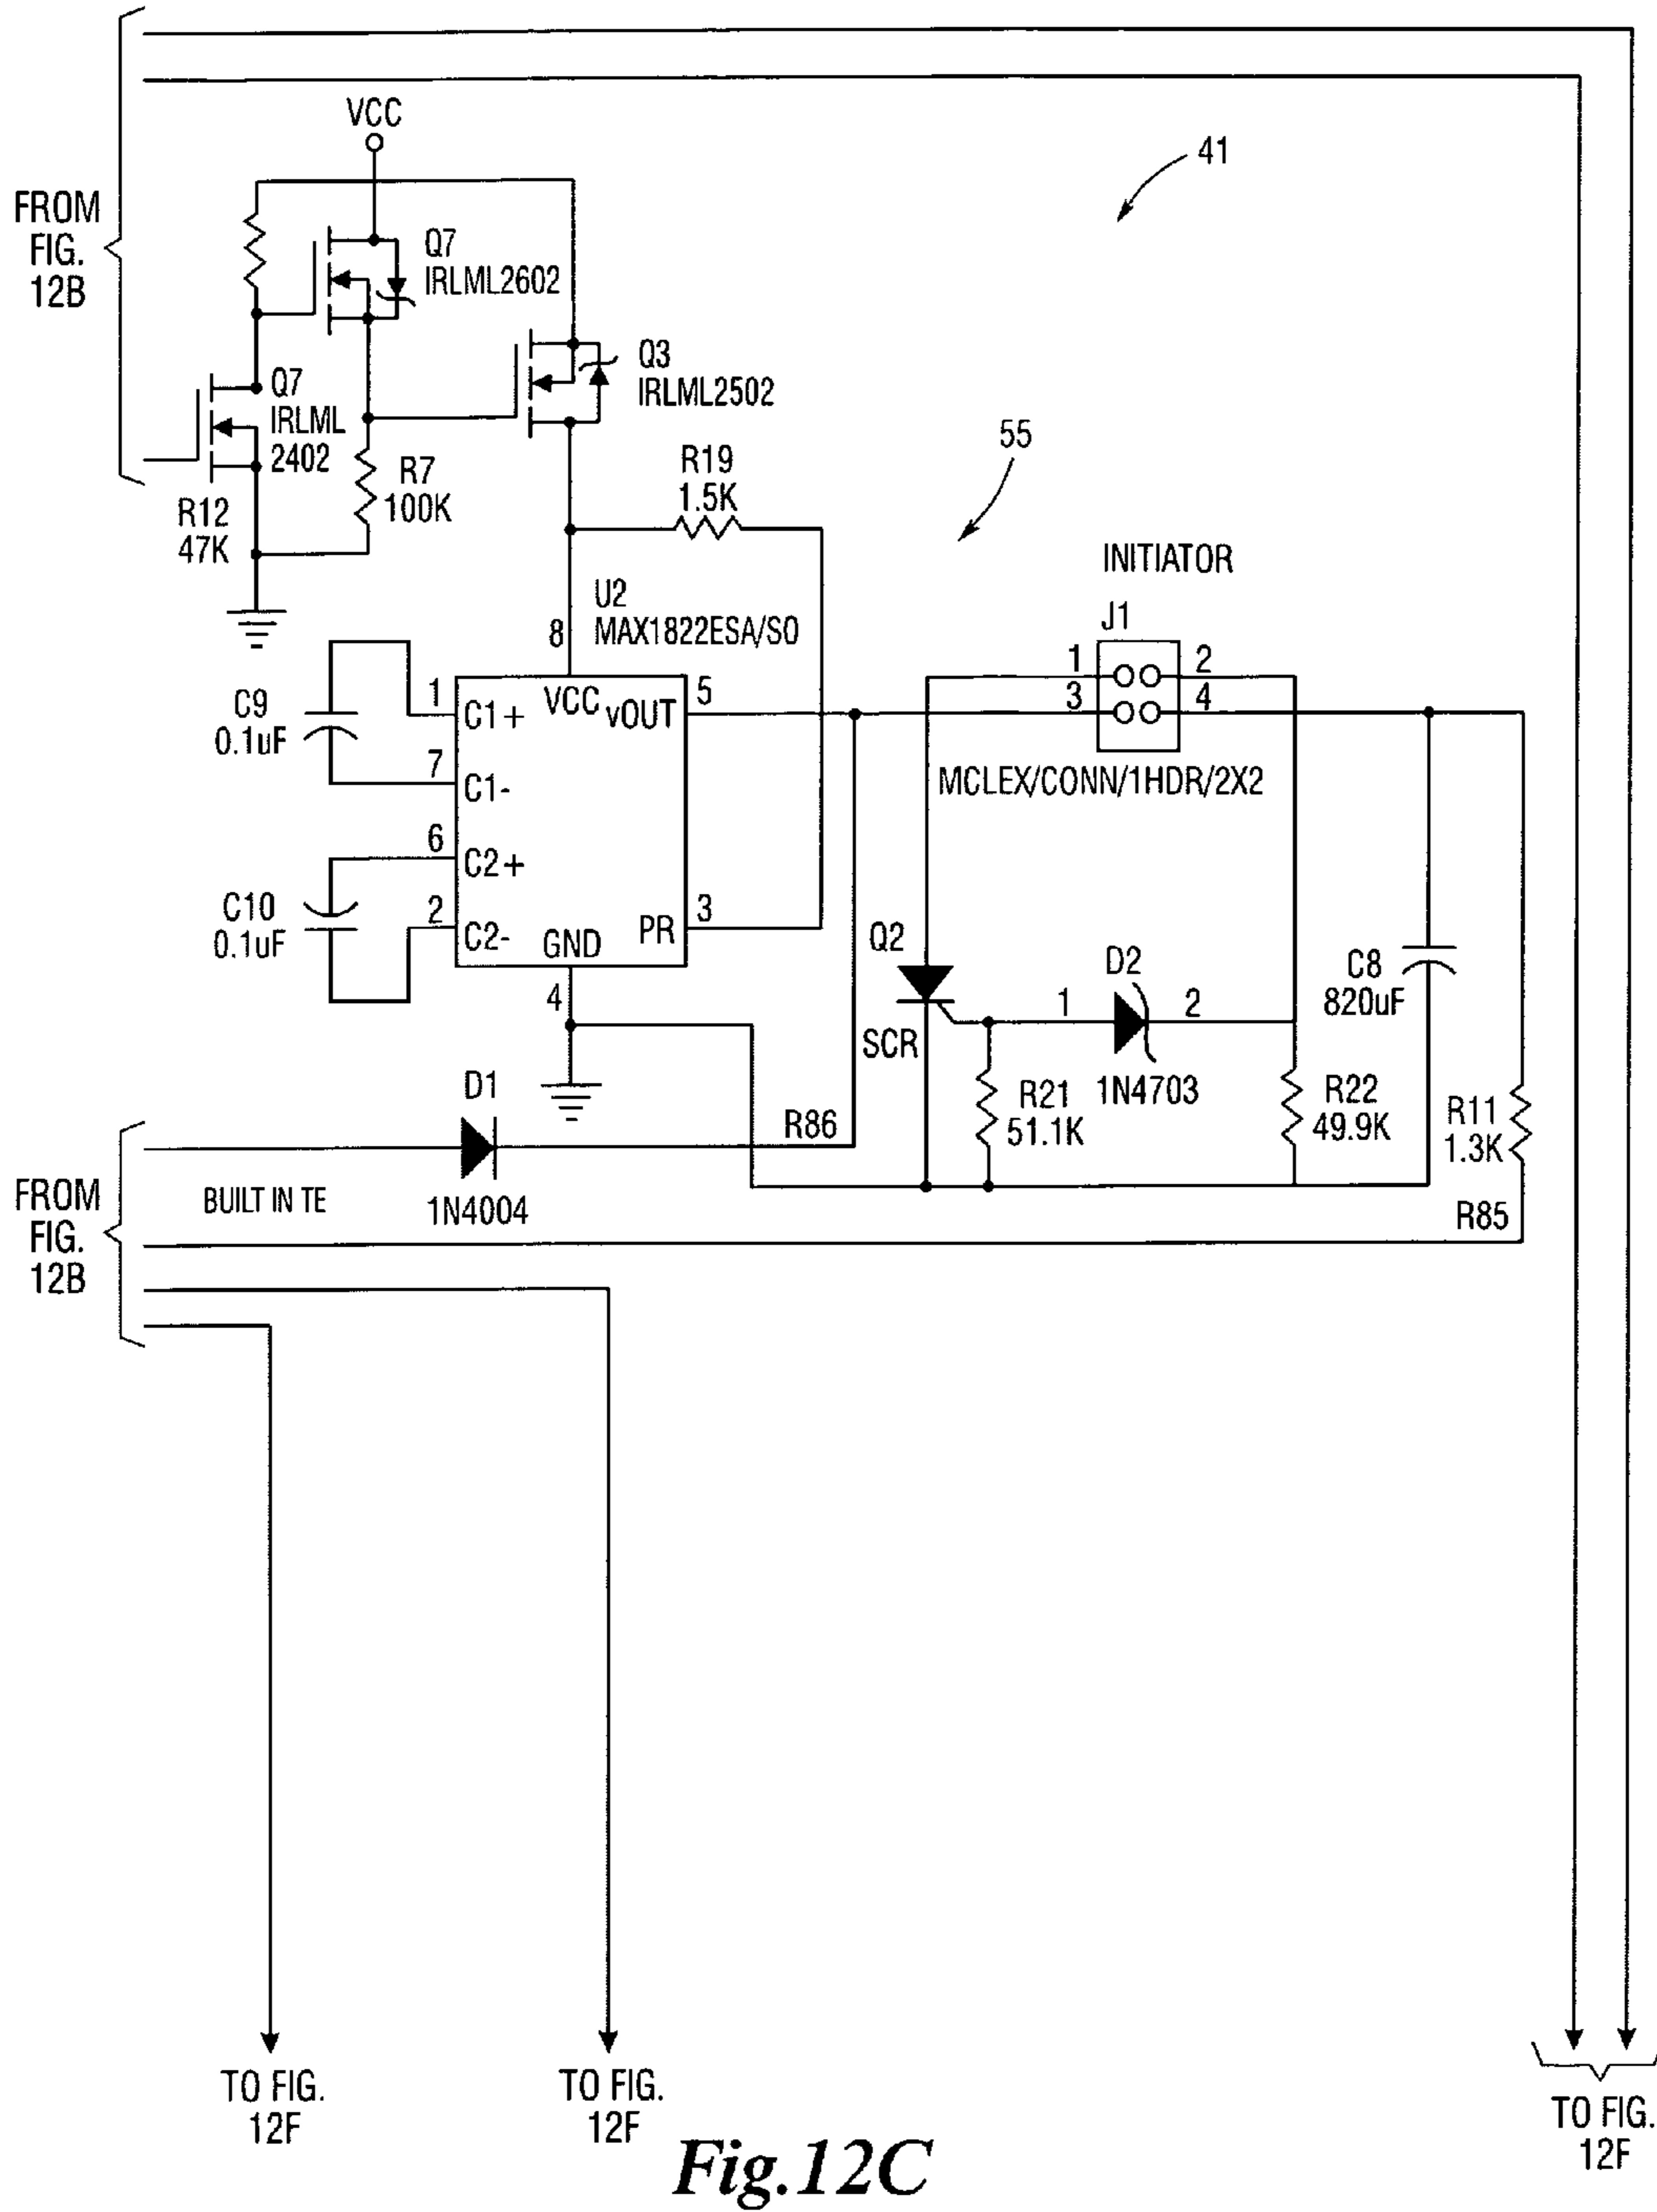 VCC
41
FROM
FIG.
12B
Q7
IRLML2602
Q3
IRLML2502
Q7
IRLML
2402
R12
47K
R7
100K
R19
1.5K
55
INITIATOR
J1
U2
MAX1822ESA/SO
8
1
2
3
4
MCLEX/CONN/1HDR/2X2
C9
0.1uF
1
C1+
VCC
vOUT
5
7
C1-
6
C2+
C10
0.1uF
2
C2-
GND
PR
3
4
Q2
SCR
D2
1
2
1N4703
C8
820uF
R21
51.1K
R22
49.9K
R11
1.3K
D1
R86
1N4004
BUILT IN TE
R85
FROM
FIG.
12B
TO FIG.
12F
TO FIG.
12F
TO FIG.
12F
Fig.12C